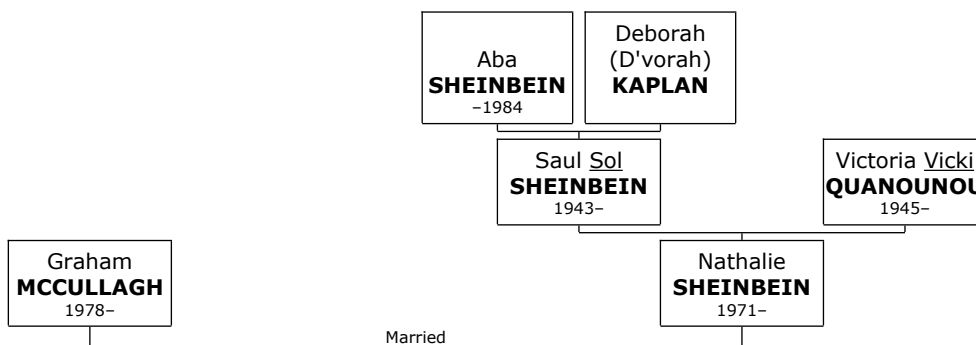 Aba
SHEINBEIN
–1984
Deborah
(D'vorah)
KAPLAN
Saul Sol
SHEINBEIN
1943–
Victoria Vicki
QUANOUNOU
1945–
Graham
MCCULLAGH
1978–
Nathalie
SHEINBEIN
1971–
Married